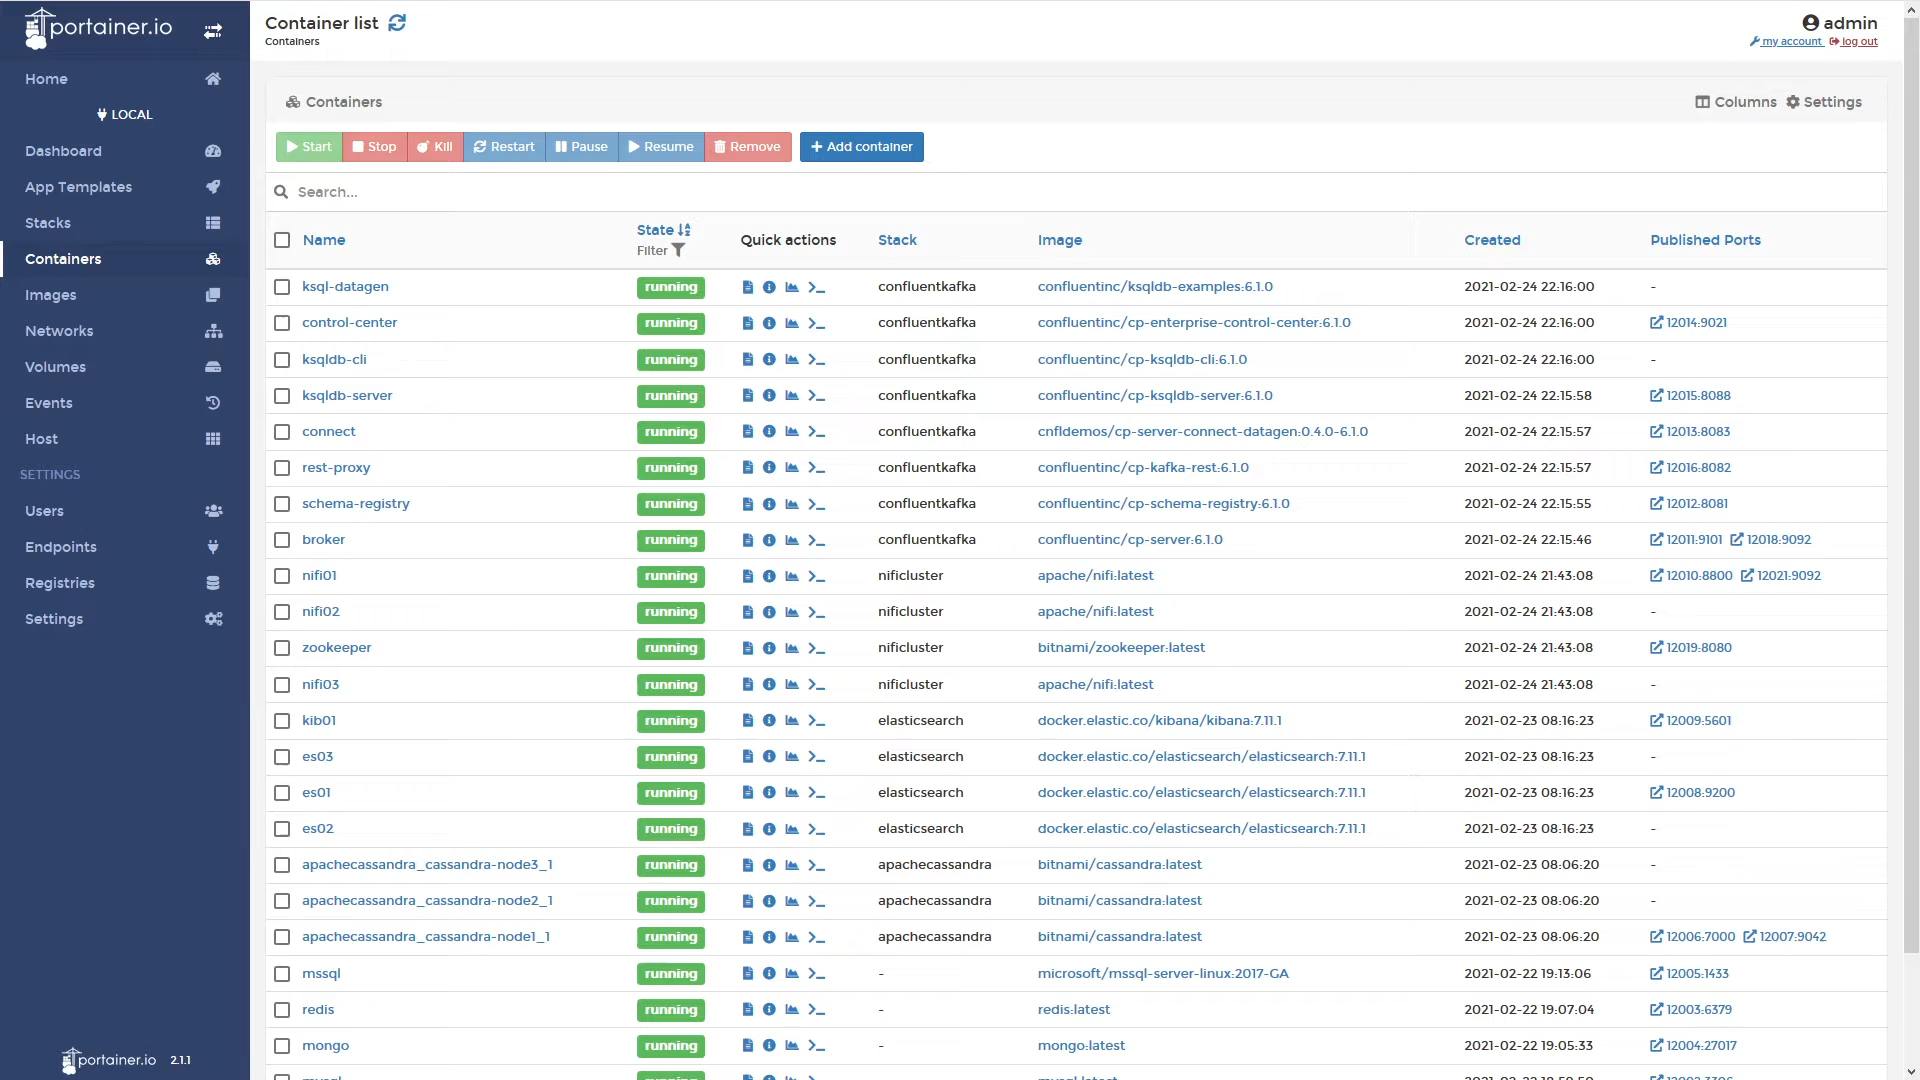 portainer.io
Container list
Containers
admin
my account log out
Home
LOCAL
Dashboard
App Templates
Stacks
Containers
Images
Networks
Volumes
Events
Host
SETTINGS
Users
Endpoints
Registries
Settings
portainer.io 2.1.1
Containers
Columns Settings
Start Stop Kill Restart Pause Resume Remove Add container
Search...
Name State Filter Quick actions Stack Image Created Published Ports
ksql-datagen running confluentkafka confluentinc/ksqldb-examples:6.1.0 2021-02-24 22:16:00 -
control-center running confluentkafka confluentinc/cp-enterprise-control-center:6.1.0 2021-02-24 22:16:00 12014:9021
ksqldb-cli running confluentkafka confluentinc/cp-ksqldb-cli:6.1.0 2021-02-24 22:16:00 -
ksqldb-server running confluentkafka confluentinc/cp-ksqldb-server:6.1.0 2021-02-24 22:15:58 12015:8088
connect running confluentkafka cnfldemos/cp-server-connect-datagen:0.4.0-6.1.0 2021-02-24 22:15:57 12013:8083
rest-proxy running confluentkafka confluentinc/cp-kafka-rest:6.1.0 2021-02-24 22:15:57 12016:8082
schema-registry running confluentkafka confluentinc/cp-schema-registry:6.1.0 2021-02-24 22:15:55 12012:8081
broker running confluentkafka confluentinc/cp-server:6.1.0 2021-02-24 22:15:46 12011:9101 12018:9092
nifi01 running nificluster apache/nifi:latest 2021-02-24 21:43:08 12010:8800 12021:9092
nifi02 running nificluster apache/nifi:latest 2021-02-24 21:43:08 -
zookeeper running nificluster bitnami/zookeeper:latest 2021-02-24 21:43:08 12019:8080
nifi03 running nificluster apache/nifi:latest 2021-02-24 21:43:08 -
kib01 running elasticsearch docker.elastic.co/kibana/kibana:7.11.1 2021-02-23 08:16:23 12009:5601
es03 running elasticsearch docker.elastic.co/elasticsearch/elasticsearch:7.11.1 2021-02-23 08:16:23 -
es01 running elasticsearch docker.elastic.co/elasticsearch/elasticsearch:7.11.1 2021-02-23 08:16:23 12008:9200
es02 running elasticsearch docker.elastic.co/elasticsearch/elasticsearch:7.11.1 2021-02-23 08:16:23 -
apachecassandra_cassandra-node3_1 running apachecassandra bitnami/cassandra:latest 2021-02-23 08:06:20 -
apachecassandra_cassandra-node2_1 running apachecassandra bitnami/cassandra:latest 2021-02-23 08:06:20 -
apachecassandra_cassandra-node1_1 running apachecassandra bitnami/cassandra:latest 2021-02-23 08:06:20 12006:7000 12007:9042
mssql running - microsoft/mssql-server-linux:2017-GA 2021-02-22 19:13:06 12005:1433
redis running - redis:latest 2021-02-22 19:07:04 12003:6379
mongo running - mongo:latest 2021-02-22 19:05:33 12004:27017